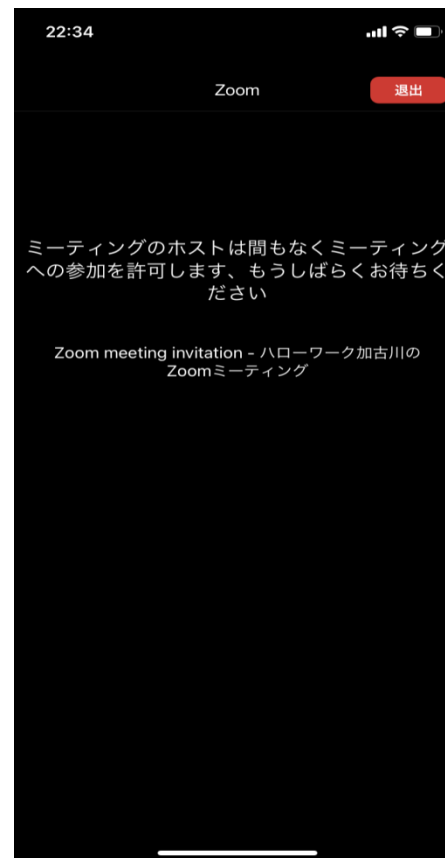 22:34
Zoom
退出
ミーティングのホストは間もなくミーティング
への参加を許可します、もうしばらくお待ちく
ださい
Zoom meeting invitation - ハローワーク加古川の
Zoomミーティング